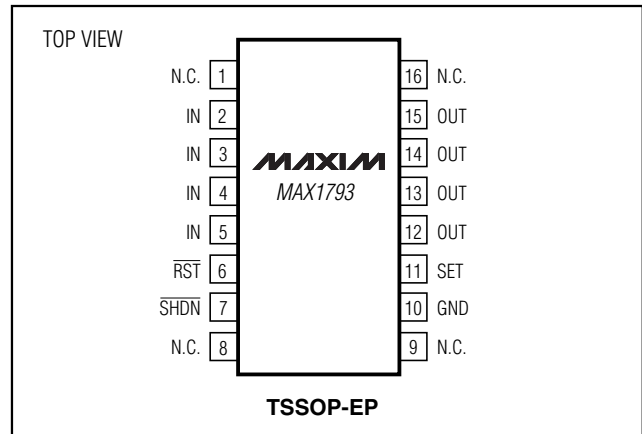 TOP VIEW
N.C. 1 16 N.C.
IN 2 15 OUT
IN 3 14 OUT
MAXIM
IN 4 13 OUT
MAX1793
IN 5 12 OUT
RST 6 11 SET
SHDN 7 10 GND
N.C. 8 9 N.C.
TSSOP-EP